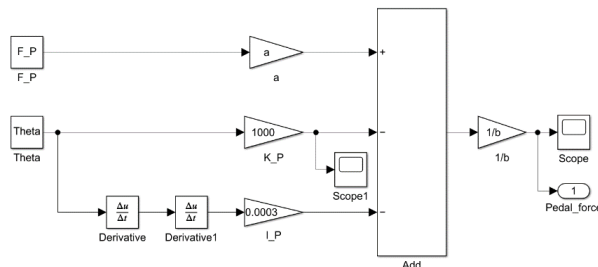 F_P
F_P
a
a
+
Theta
Theta
1000
K_P
−
Scope1
1/b
1/b
Scope
1
Pedal_force
Δu
Δt
Derivative
Δu
Δt
Derivative1
0.0003
I_P
−
Add